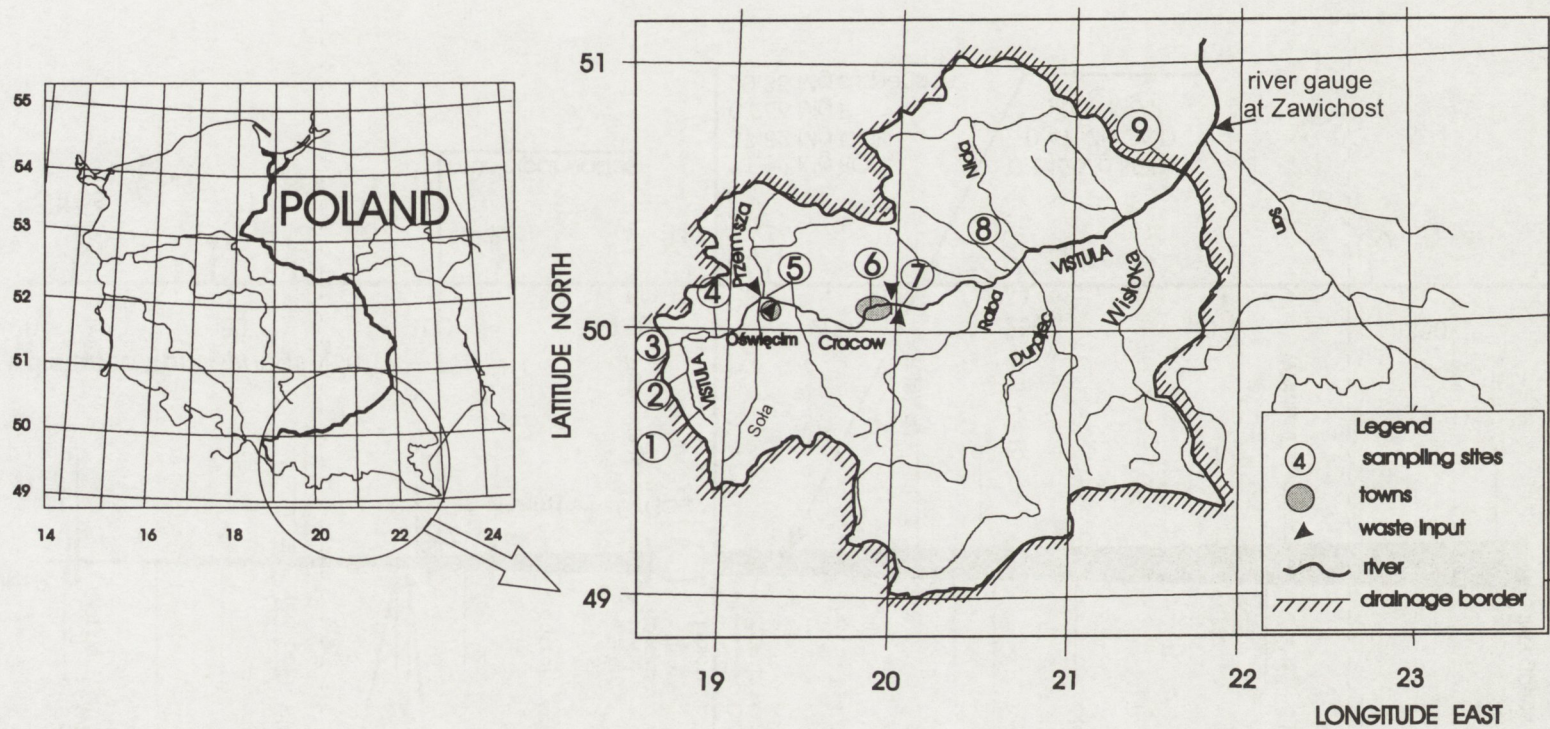 55
54
53
52
51
50
49
14
16
18
20
22
24
POLAND
LATITUDE NORTH
51
50
49
19
20
21
22
23
LONGITUDE EAST
river gauge
at Zawichost
1
2
3
4
5
6
7
8
9
Przemsza
VISTULA
Soła
Oświęcim
Cracow
Raba
Dunajec
Nida
VISTULA
Wisłoka
San
Legend
4 sampling sites
towns
waste input
river
drainage border